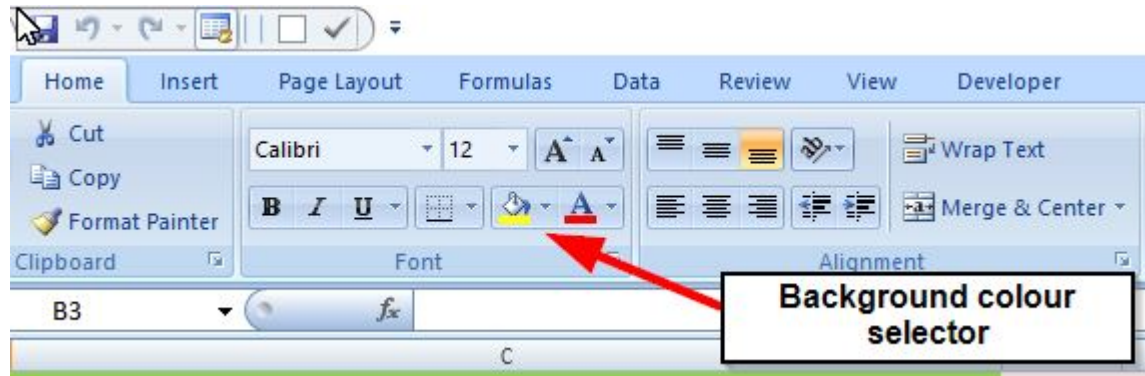 Home Insert Page Layout Formulas Data Review View Developer
Cut
Calibri 12 A A Wrap Text
Copy
B I U A Merge & Center
Format Painter
Clipboard Font Alignment
B3 fx
Background colour
selector
C